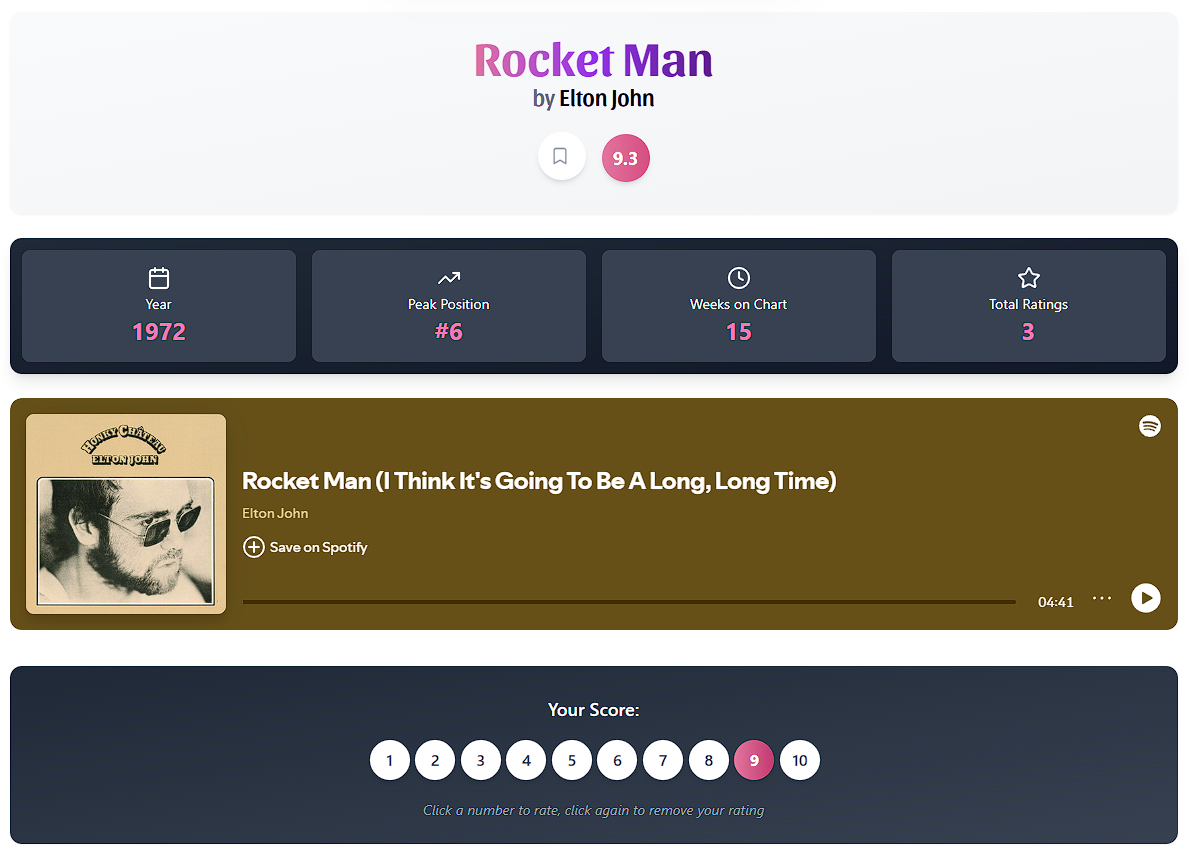 Rocket Man
by Elton John
9.3
Year
1972
Peak Position
#6
Weeks on Chart
15
Total Ratings
3
HONKY CHÂTEAU
ELTON JOHN
Rocket Man (I Think It's Going To Be A Long, Long Time)
Elton John
Save on Spotify
04:41
Your Score:
1 2 3 4 5 6 7 8 9 10
Click a number to rate, click again to remove your rating